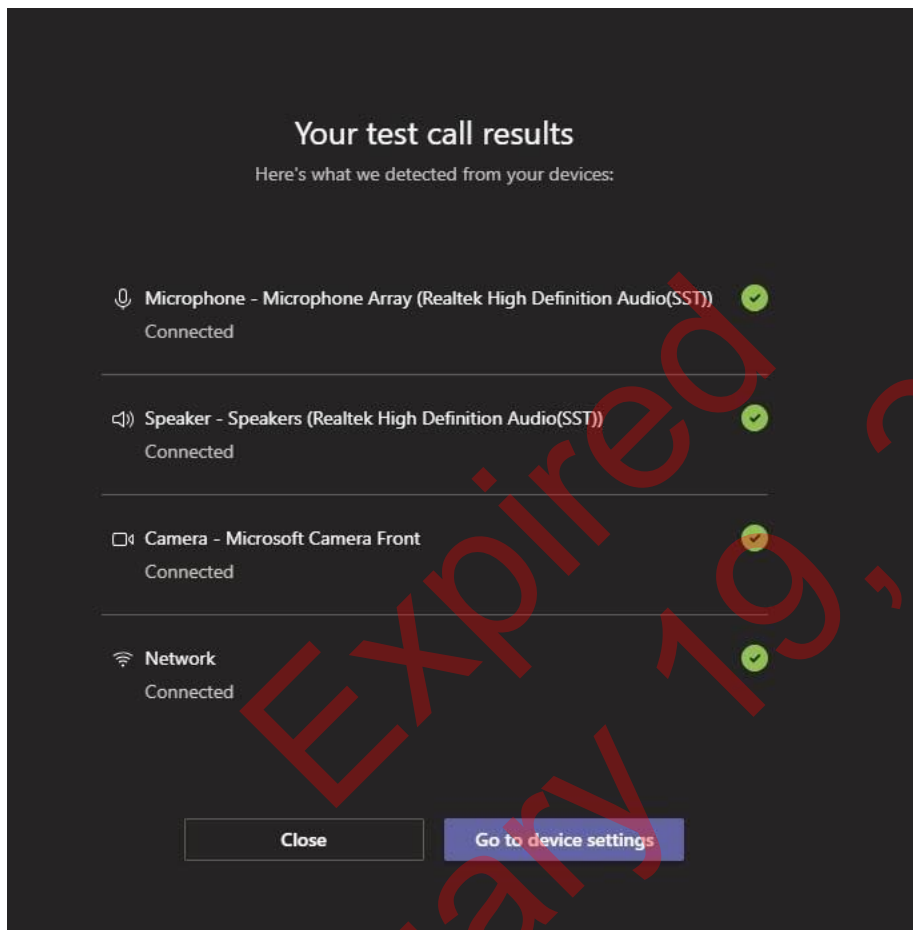 Your test call results
Here's what we detected from your devices:
Microphone - Microphone Array (Realtek High Definition Audio(SST))
Connected
Speaker - Speakers (Realtek High Definition Audio(SST))
Connected
Camera - Microsoft Camera Front
Connected
Network
Connected
Close
Go to device settings
Expired
19,